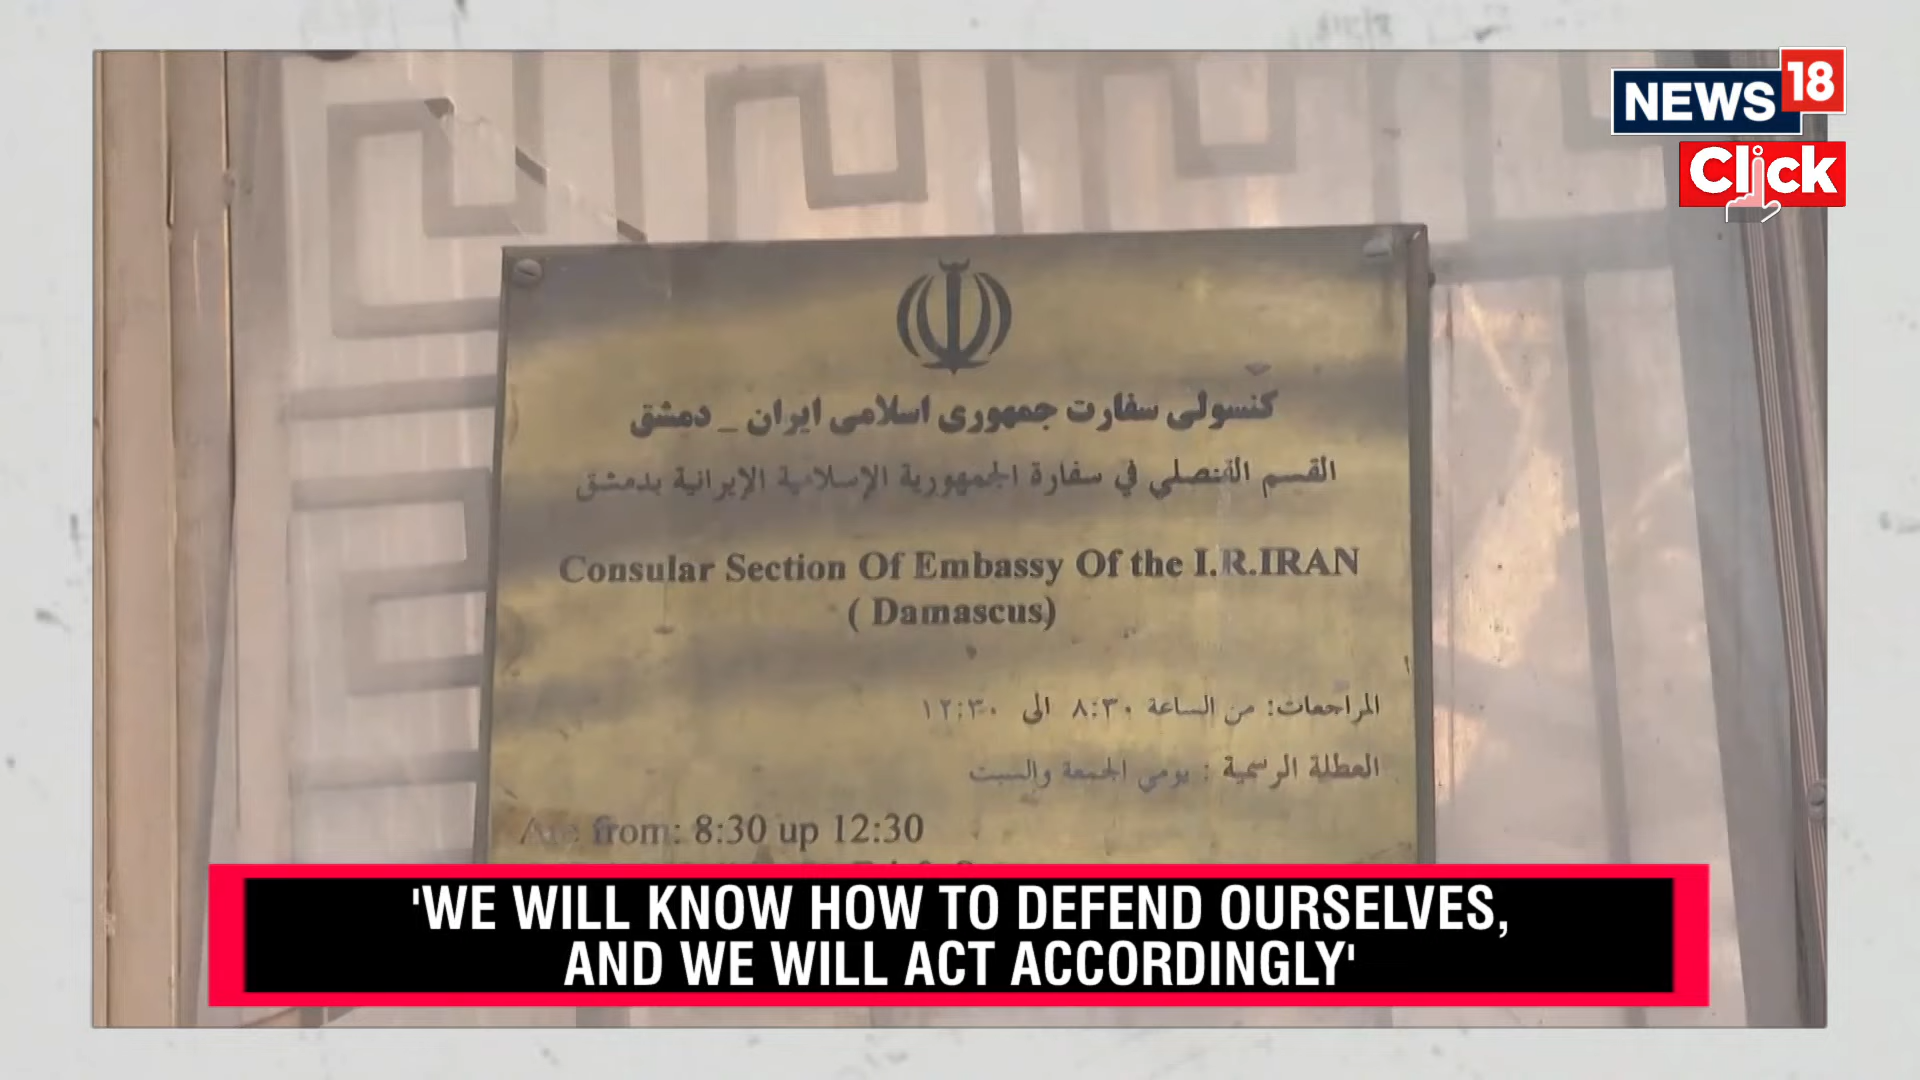 NEWS 18
Click
کنسولی سفارت جمهوری اسلامی ایران _ دمشق
القسم القنصلي في سفارة الجمهورية الإسلامية الإيرانية بدمشق
Consular Section Of Embassy Of the I.R.IRAN
( Damascus)
المراجعات: من الساعة ٨:٣٠ الى ١٢:٣٠
العطلة الرسمية : يومي الجمعة والسبت
from: 8:30 up 12:30
'WE WILL KNOW HOW TO DEFEND OURSELVES,
AND WE WILL ACT ACCORDINGLY'